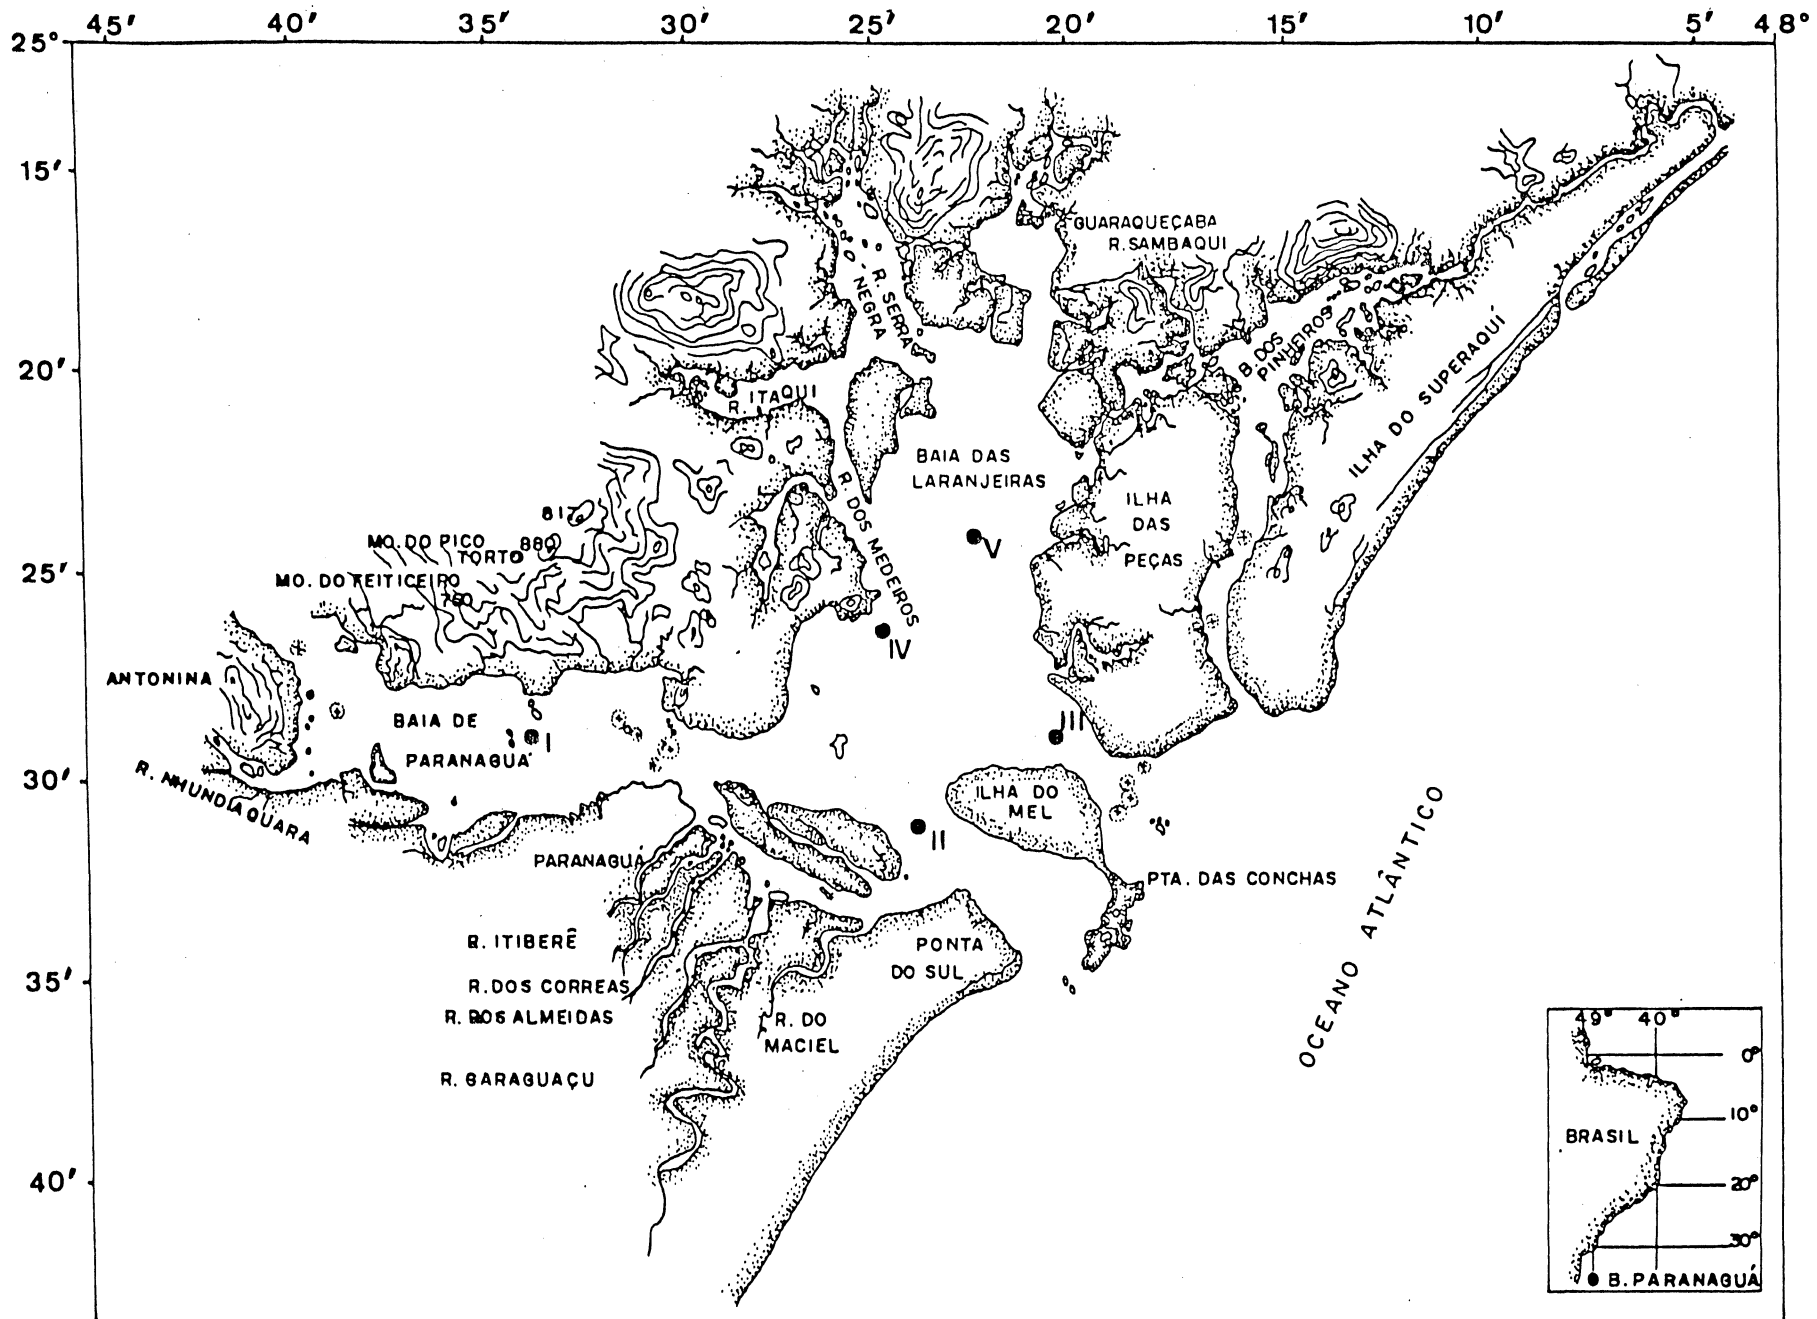 45' 40' 35' 30' 25' 20' 15' 10' 5' 48°
25°
15'
20'
25'
30'
35'
40'
GUARAQUEÇABA
R. SAMBAQUI
R. SERRA
NEGRA
B. DOS
PINHEIROS
ILHA DO SUPERAQUÍ
R. ITAQUI
BAIA DAS
LARANJEIRAS
R. DOS MEDEIROS
ILHA
DAS
PEÇAS
817
MO. DO PICO
TORTO 880
MO. DO FEITICEIRO
760
V
IV
ANTONINA
BAIA DE
PARANAGUÁ
I
III
R. NHUNDIAQUARA
ILHA DO
MEL
II
PARANAGUÁ
PTA. DAS CONCHAS
OCEANO ATLÂNTICO
R. ITIBERÊ
PONTA
DO SUL
R. DOS CORREAS
R. DOS ALMEIDAS
R. DO
MACIEL
R. GARAGUAÇU
49° 40°
0°
10°
BRASIL
20°
30°
B. PARANAGUÁ